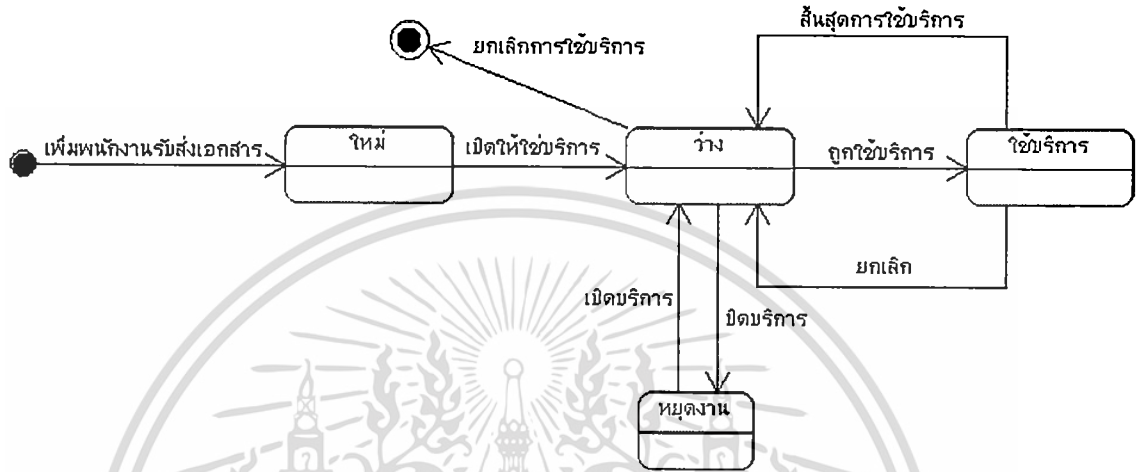 สิ้นสุดการใช้บริการ
ยกเลิกการใช้บริการ
เพิ่มพนักงานรับส่งเอกสาร
ใหม่
เปิดให้ใช้บริการ
ว่าง
ถูกใช้บริการ
ใช้บริการ
ยกเลิก
เปิดบริการ
ปิดบริการ
หยุดงาน